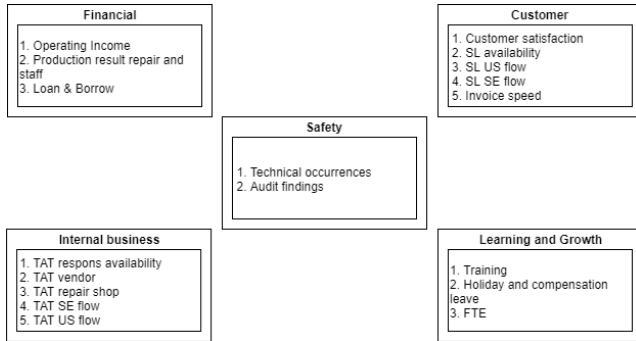 Financial
1. Operating Income
2. Production result repair and
staff
3. Loan & Borrow
Customer
1. Customer satisfaction
2. SL availability
3. SL US flow
4. SL SE flow
5. Invoice speed
Safety
1. Technical occurrences
2. Audit findings
Internal business
1. TAT respons availability
2. TAT vendor
3. TAT repair shop
4. TAT SE flow
5. TAT US flow
Learning and Growth
1. Training
2. Holiday and compensation
leave
3. FTE